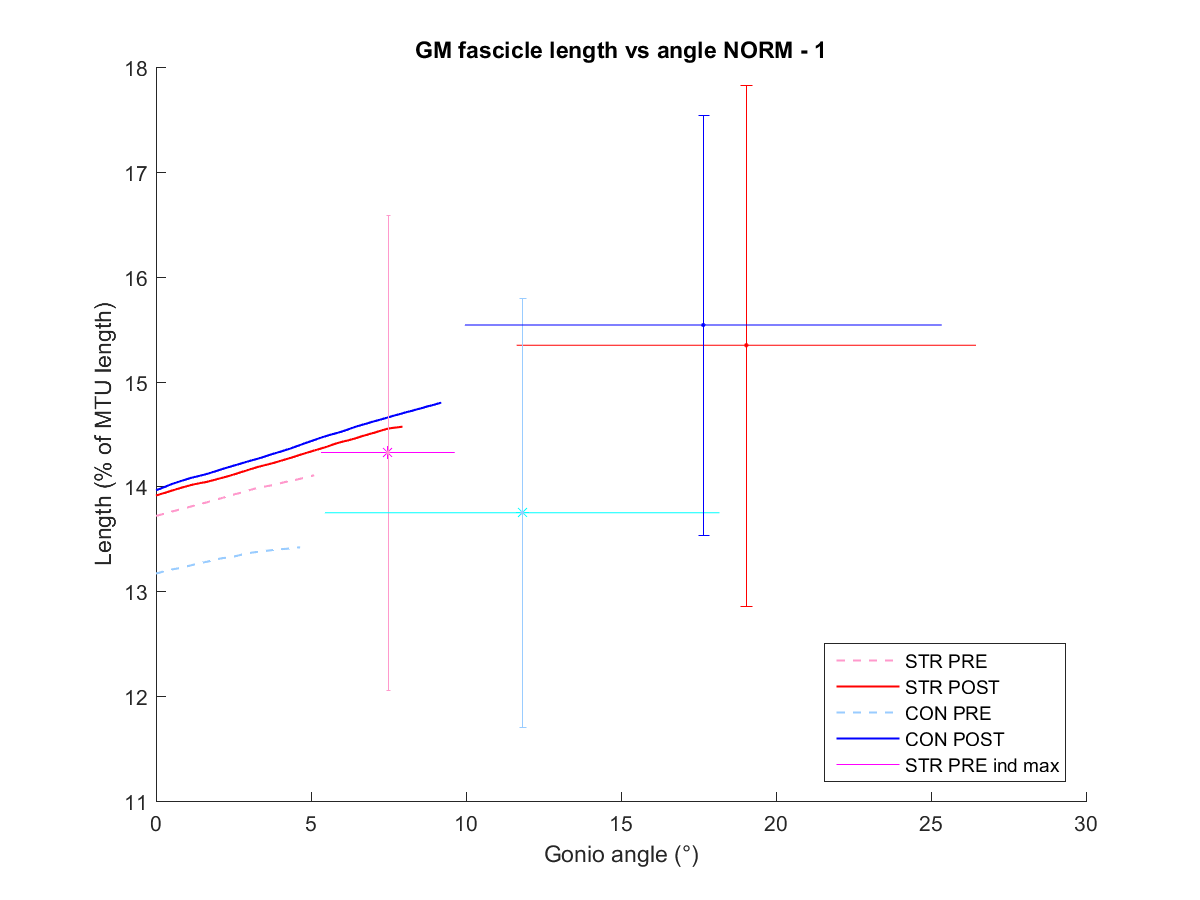 GM fascicle length vs angle NORM - 1
Length (% of MTU length)
18
17
16
15
14
13
12
11
0 5 10 15 20 25 30
Gonio angle (°)
STR PRE
STR POST
CON PRE
CON POST
STR PRE ind max